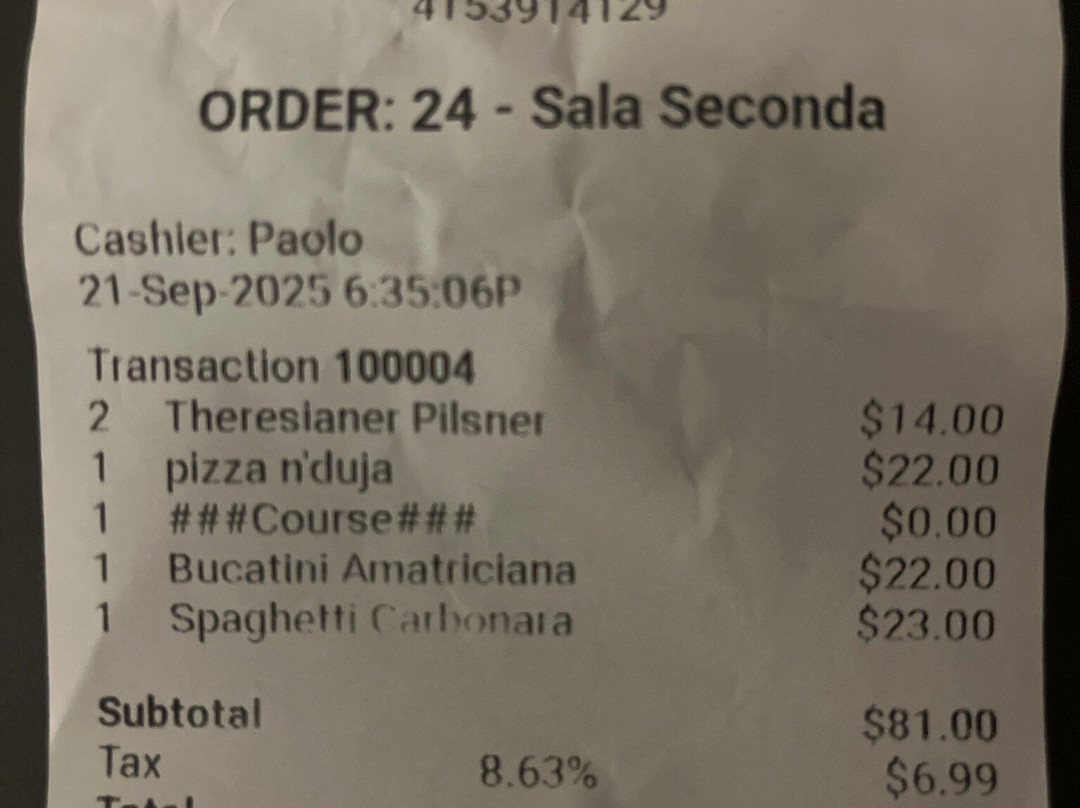 4153914129
ORDER: 24 - Sala Seconda
Cashier: Paolo
21-Sep-2025 6:35:06P
Transaction 100004
2 Theresianer Pilsner $14.00
1 pizza n'duja $22.00
1 ###Course### $0.00
1 Bucatini Amatriciana $22.00
1 Spaghetti Carbonara $23.00
Subtotal $81.00
Tax 8.63% $6.99
Total